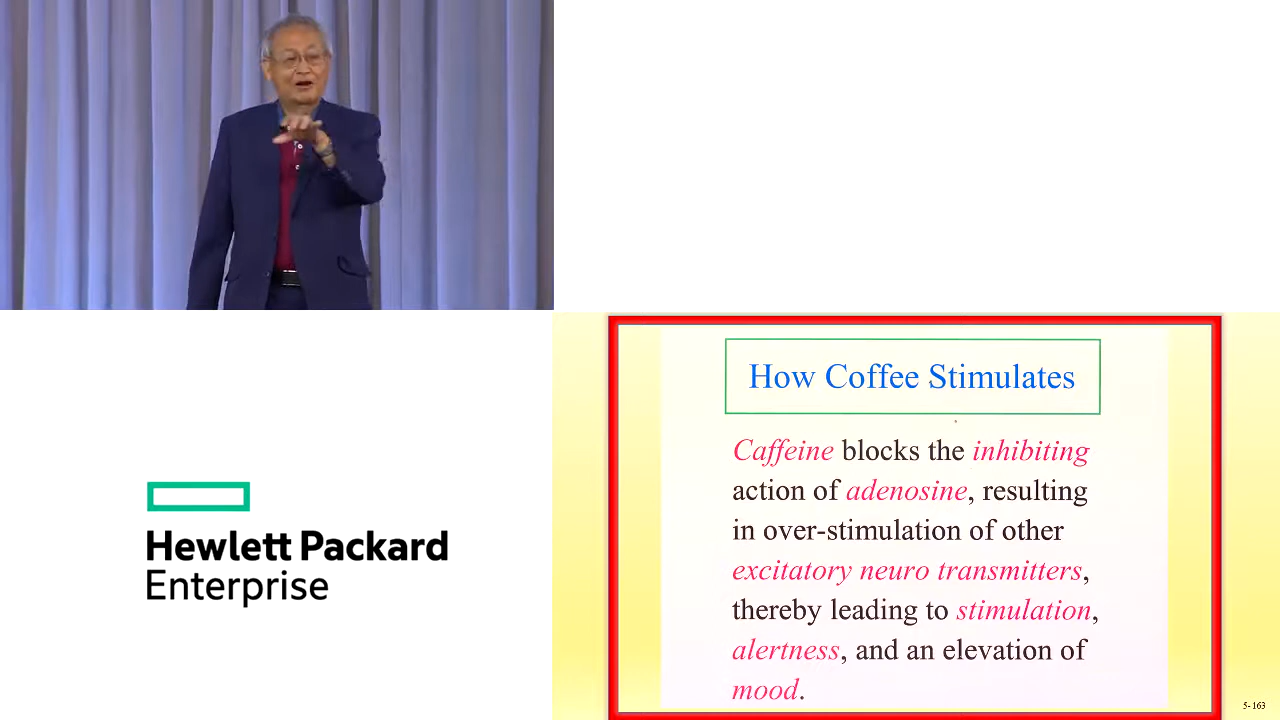 Hewlett Packard
Enterprise
How Coffee Stimulates
Caffeine blocks the inhibiting
action of adenosine, resulting
in over-stimulation of other
excitatory neuro transmitters,
thereby leading to stimulation,
alertness, and an elevation of
mood.
5-163